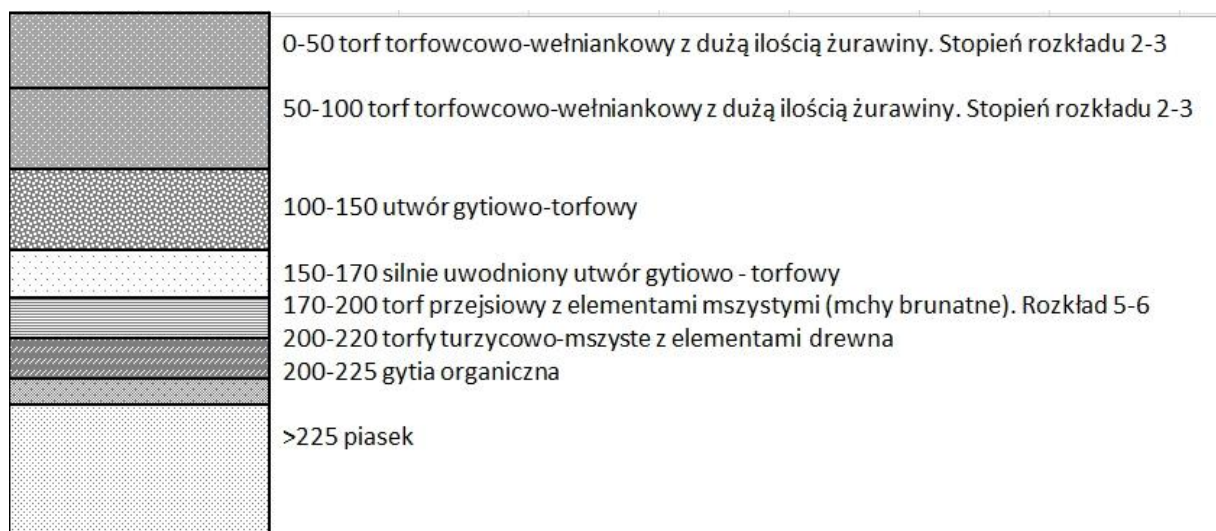 0-50 torf torfowcowo-wełniankowy z dużą ilością żurawiny. Stopień rozkładu 2-3
50-100 torf torfowcowo-wełniankowy z dużą ilością żurawiny. Stopień rozkładu 2-3
100-150 utwór gytiowo-torfowy
150-170 silnie uwodniony utwór gytiowo - torfowy
170-200 torf przejsiowy z elementami mszystymi (mchy brunatne). Rozkład 5-6
200-220 torfy turzycowo-mszyste z elementami drewna
200-225 gytia organiczna
>225 piasek